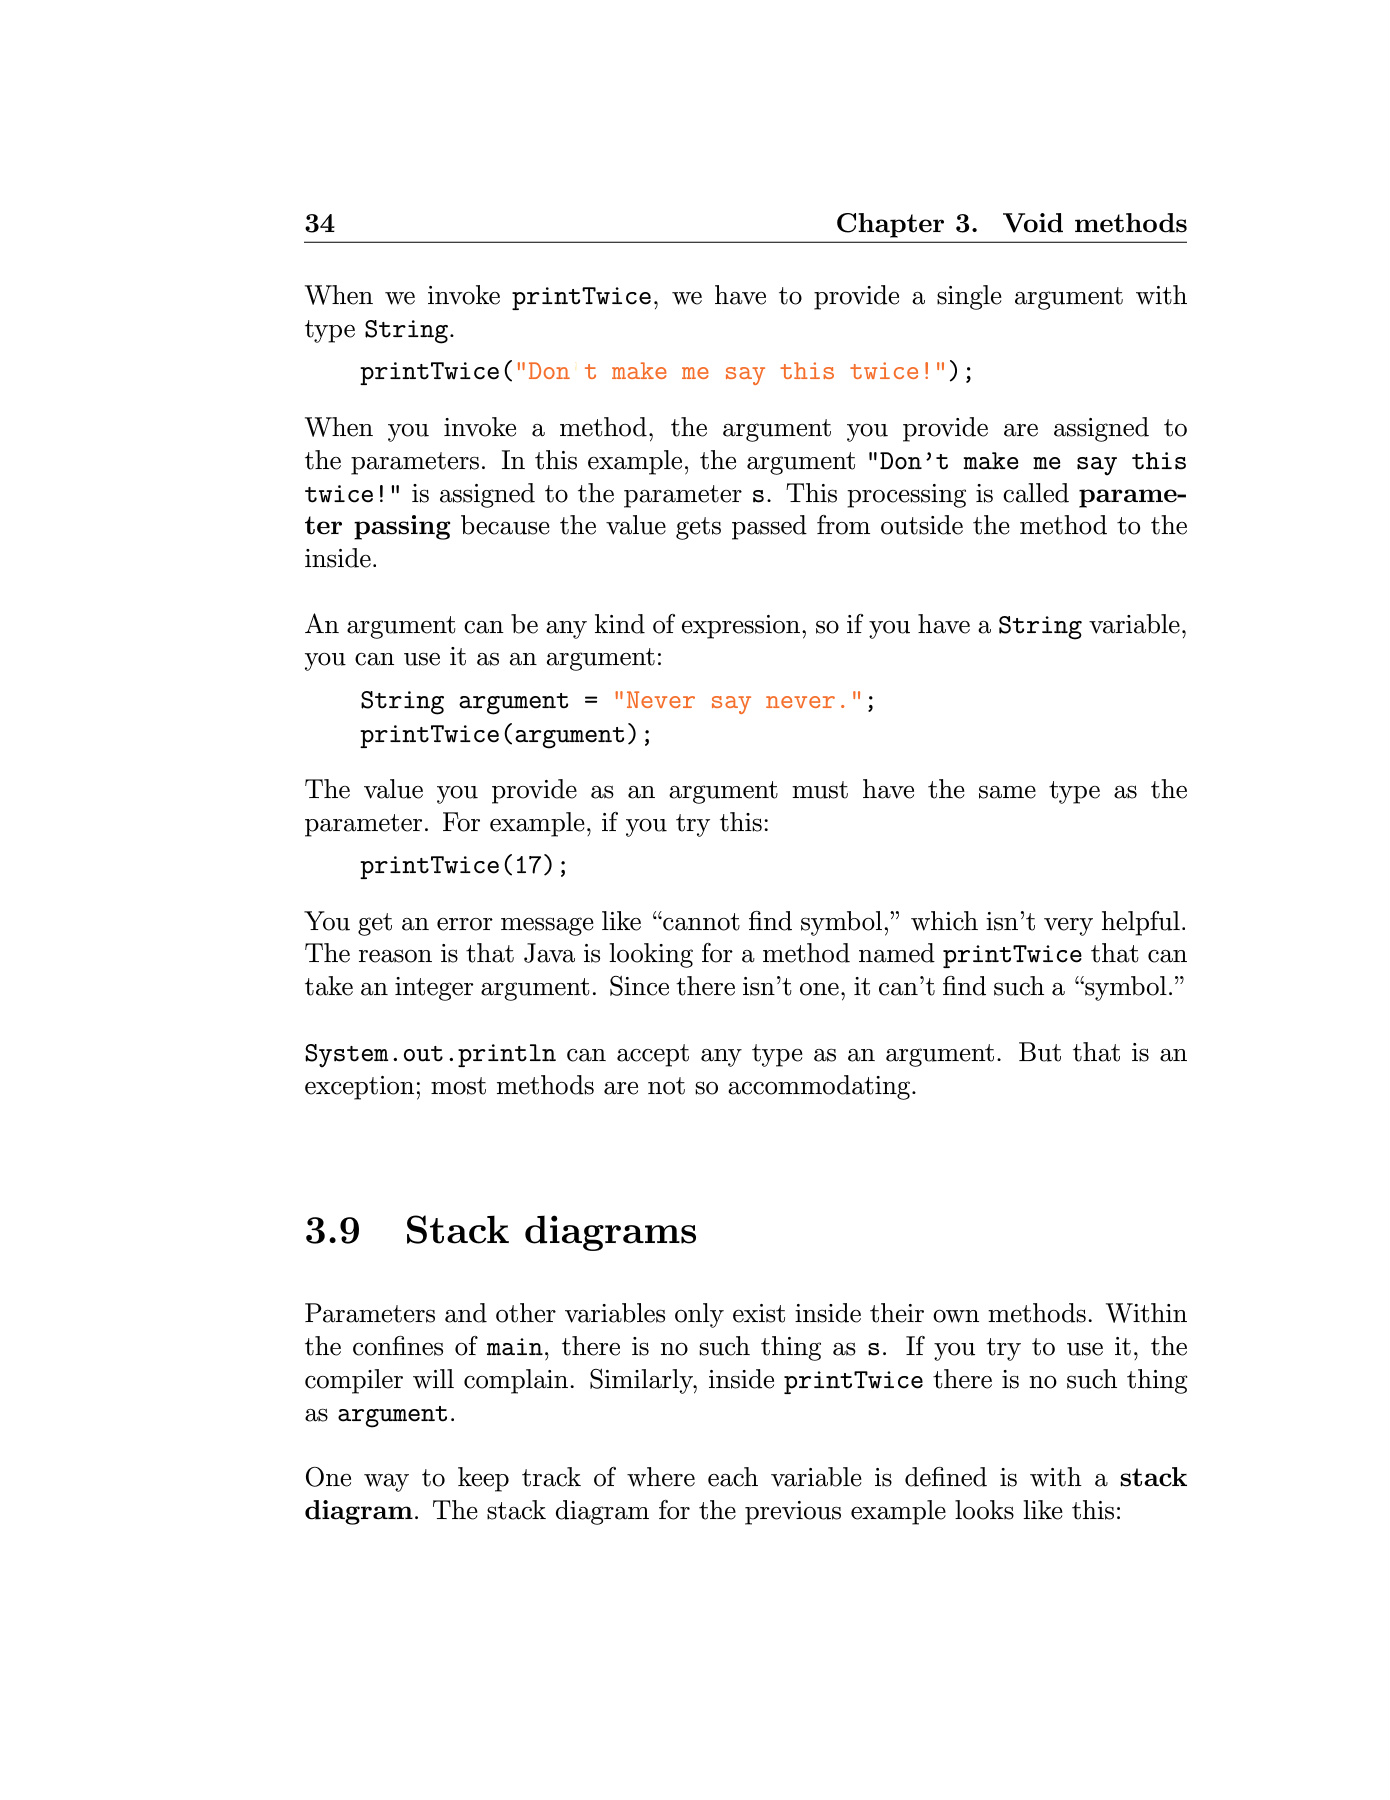 34 Chapter 3. Void methods
When we invoke printTwice, we have to provide a single argument with
type String.
printTwice("Don t make me say this twice!");
When you invoke a method, the argument you provide are assigned to
the parameters. In this example, the argument "Don't make me say this
twice!" is assigned to the parameter s. This processing is called parame-
ter passing because the value gets passed from outside the method to the
inside.
An argument can be any kind of expression, so if you have a String variable,
you can use it as an argument:
String argument = "Never say never.";
printTwice(argument);
The value you provide as an argument must have the same type as the
parameter. For example, if you try this:
printTwice(17);
You get an error message like “cannot find symbol,” which isn't very helpful.
The reason is that Java is looking for a method named printTwice that can
take an integer argument. Since there isn't one, it can't find such a “symbol.”
System.out.println can accept any type as an argument. But that is an
exception; most methods are not so accommodating.
3.9 Stack diagrams
Parameters and other variables only exist inside their own methods. Within
the confines of main, there is no such thing as s. If you try to use it, the
compiler will complain. Similarly, inside printTwice there is no such thing
as argument.
One way to keep track of where each variable is defined is with a stack
diagram. The stack diagram for the previous example looks like this: